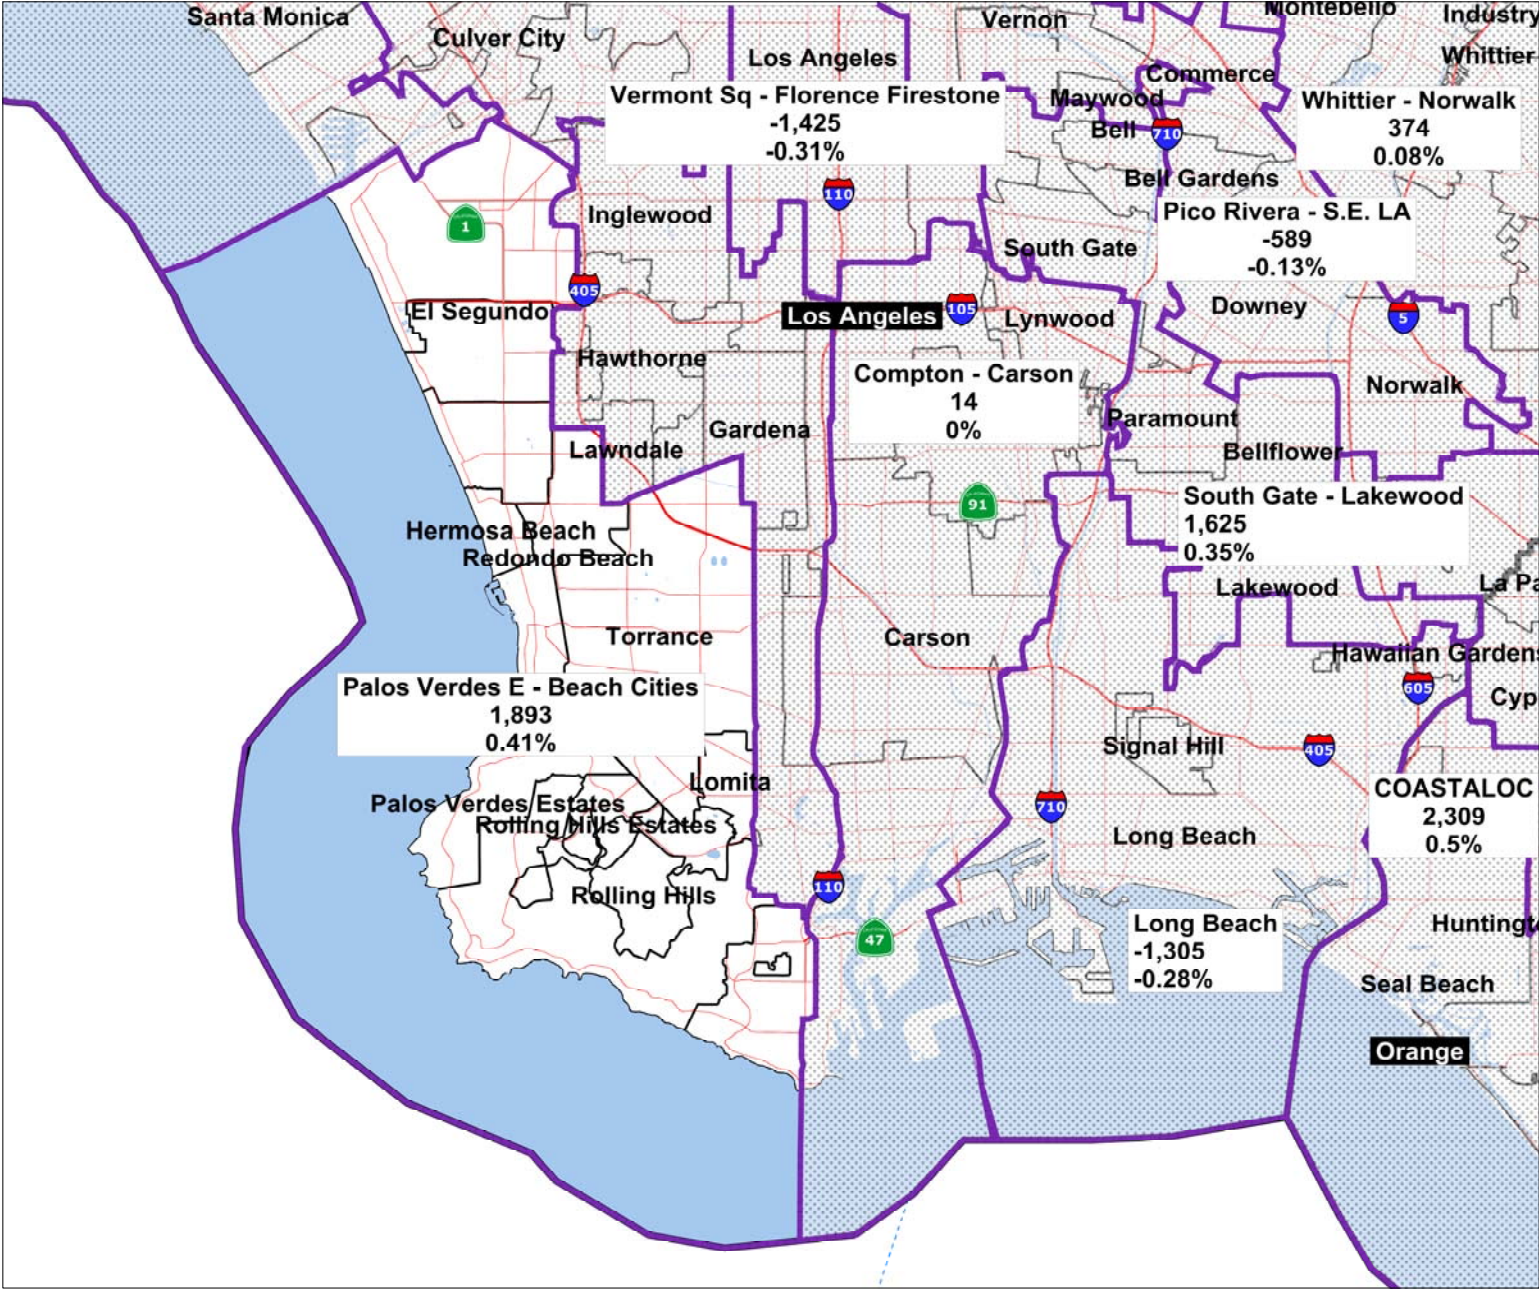 Santa Monica
Culver City
Los Angeles
Vernon
Montebello
Industry
Whittier
Commerce
Maywood
Bell
710
Bell Gardens
Vermont Sq - Florence Firestone
-1,425
-0.31%
Whittier - Norwalk
374
0.08%
110
1
Inglewood
South Gate
Pico Rivera - S.E. LA
-589
-0.13%
405
El Segundo
Los Angeles
105
Lynwood
Downey
5
Hawthorne
Compton - Carson
14
0%
Norwalk
Gardena
Paramount
Lawndale
Bellflower
91
South Gate - Lakewood
1,625
0.35%
Hermosa Beach
Redondo Beach
Lakewood
La Pa
Torrance
Carson
Hawaiian Gardens
605
Cyp
Palos Verdes E - Beach Cities
1,893
0.41%
Signal Hill
405
Lomita
Palos Verdes Estates
Rolling Hills Estates
710
Long Beach
COASTALOC
2,309
0.5%
Rolling Hills
110
47
Long Beach
-1,305
-0.28%
Huntingt
Seal Beach
Orange